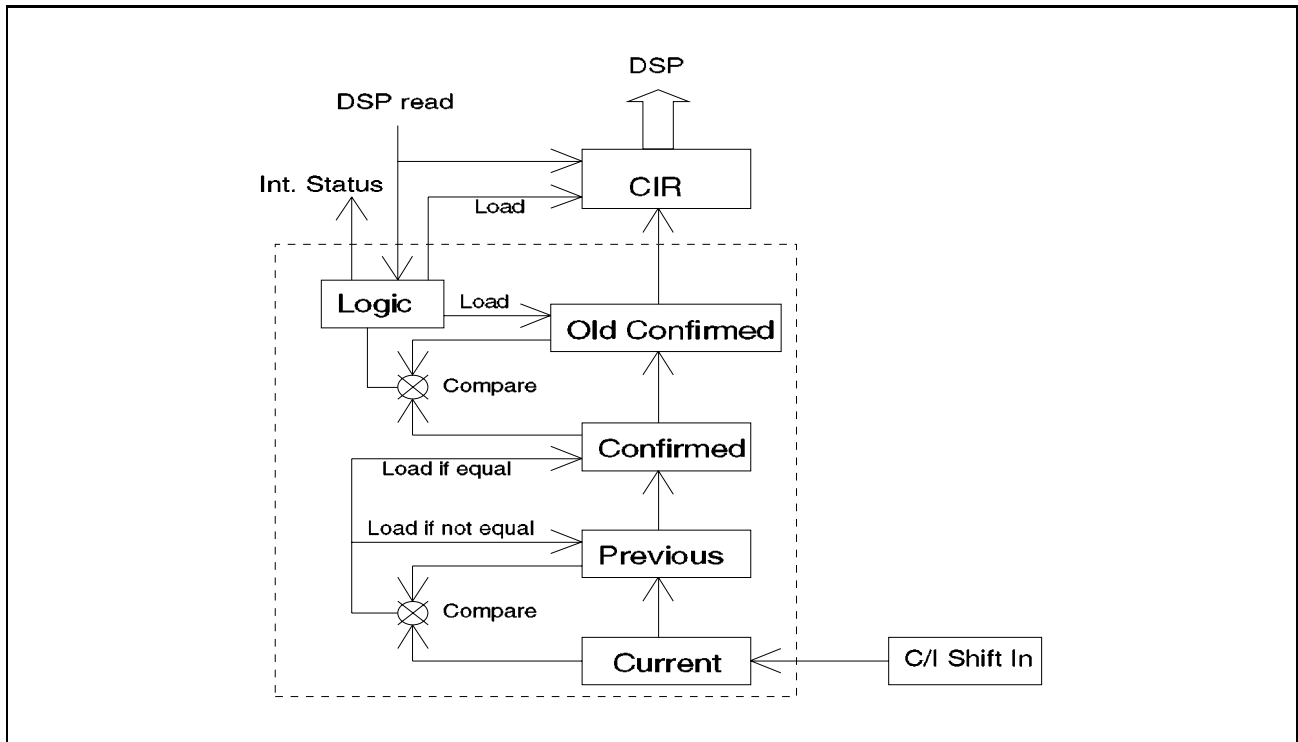 DSP
DSP read
Int. Status
CIR
Load
Logic
Load
Old Confirmed
Compare
Confirmed
Load if equal
Load if not equal
Previous
Compare
Current
C/I Shift In